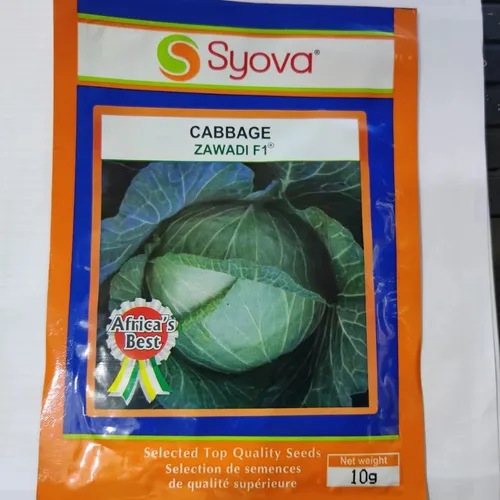 Syova®
CABBAGE
ZAWADI F1®
Africa's
Best
Selected Top Quality Seeds
Selection de semences
de qualité supérieure
Net weight
10g